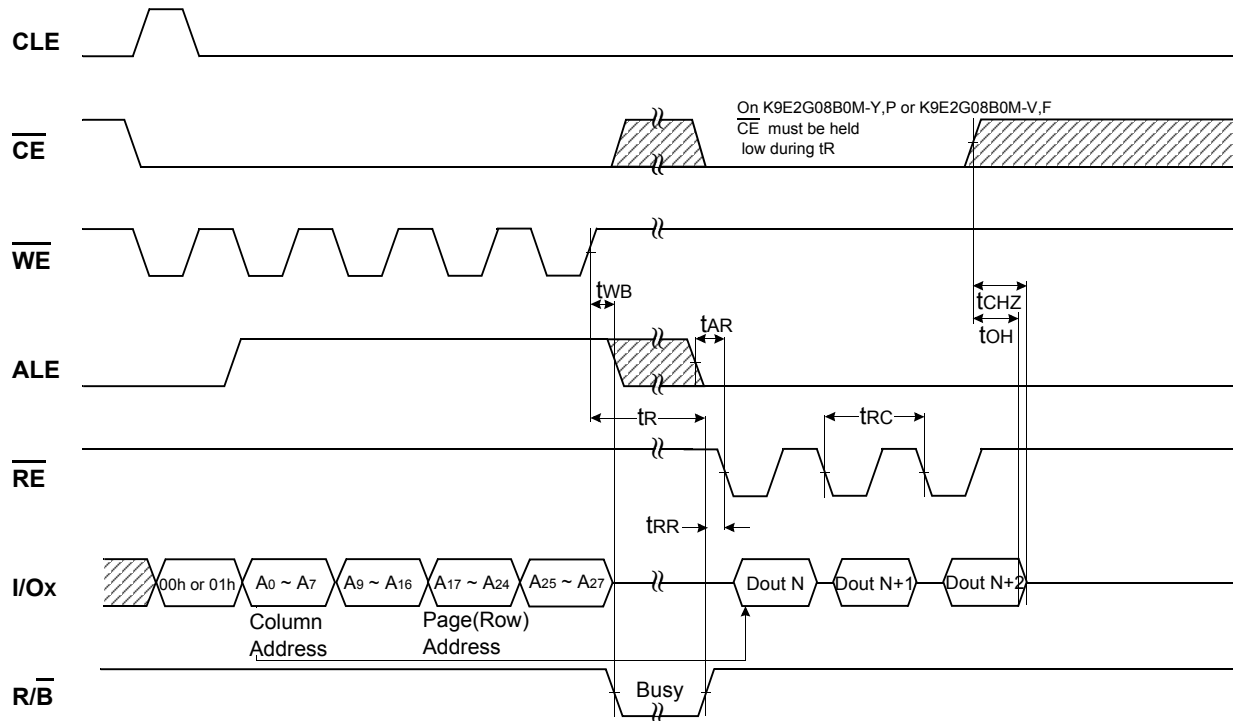 CLE
On K9E2G08B0M-Y,P or K9E2G08B0M-V,F
CE must be held
low during tR
CE
WE
tWB
tCHZ
tAR
tOH
ALE
tR
tRC
RE
tRR
I/Ox
00h or 01h
A0 ~ A7
A9 ~ A16
A17 ~ A24
A25 ~ A27
Dout N
Dout N+1
Dout N+2
Column
Address
Page(Row)
Address
R/B
Busy